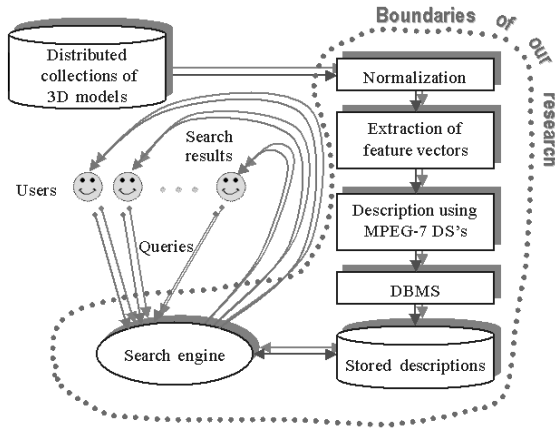 Boundaries of our research
Distributed
collections of
3D models
Normalization
Extraction of
feature vectors
Search
results
Users
Description using
MPEG-7 DS's
Queries
DBMS
Search engine
Stored descriptions